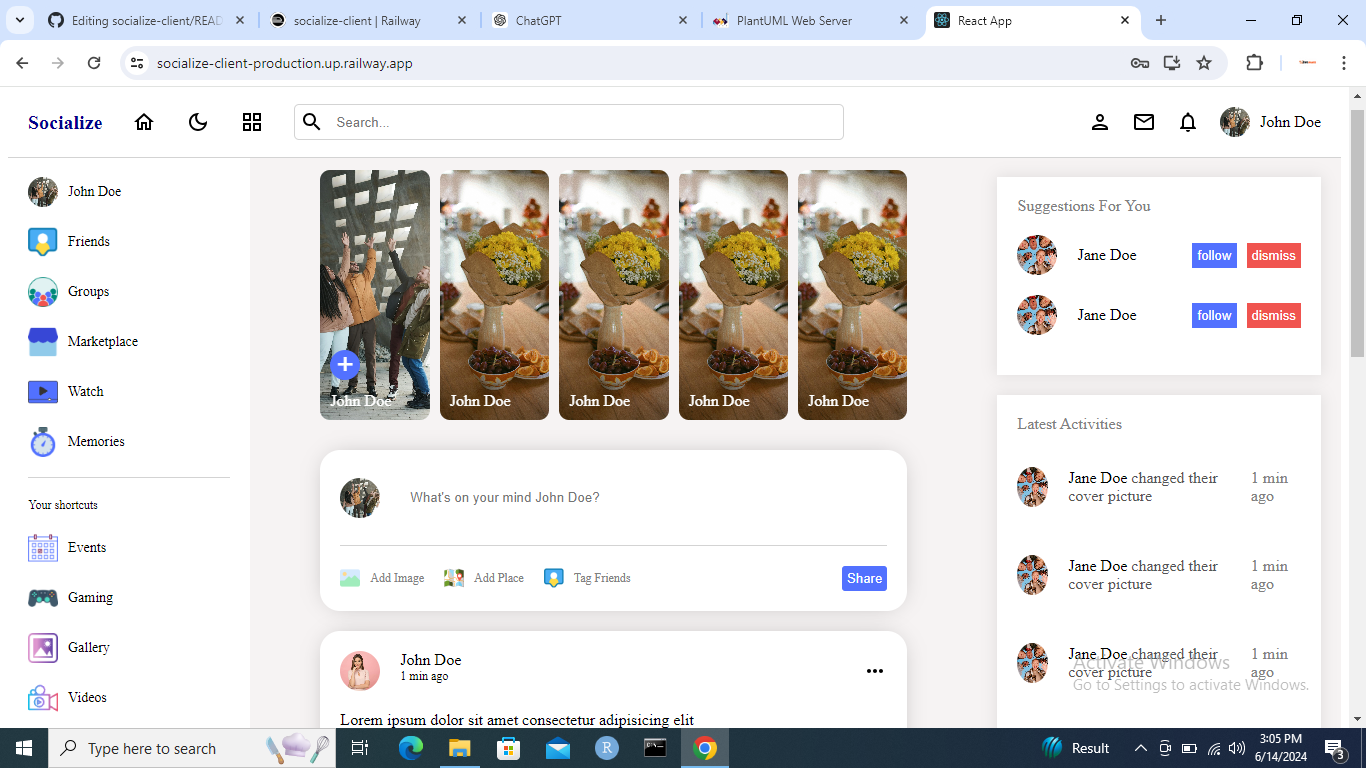 Editing socialize-client/READ
socialize-client | Railway
ChatGPT
PlantUML Web Server
React App
socialize-client-production.up.railway.app
Socialize
Search...
John Doe
John Doe
Friends
Groups
Marketplace
Watch
Memories
Your shortcuts
Events
Gaming
Gallery
Videos
John Doe
John Doe
John Doe
John Doe
John Doe
What's on your mind John Doe?
Add Image
Add Place
Tag Friends
Share
John Doe
1 min ago
Lorem ipsum dolor sit amet consectetur adipisicing elit
Suggestions For You
Jane Doe
follow
dismiss
Jane Doe
follow
dismiss
Latest Activities
Jane Doe changed their
cover picture
1 min
ago
Jane Doe changed their
cover picture
1 min
ago
Jane Doe changed their
cover picture
1 min
ago
Activate Windows
Go to Settings to activate Windows.
Type here to search
R
Result
3:05 PM
6/14/2024
3